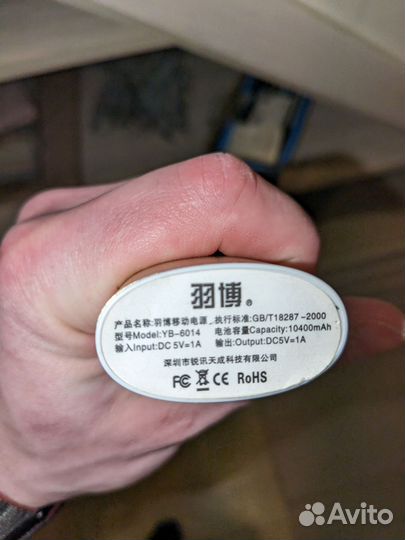 羽博®
产品名称:羽博移动电源 执行标准:GB/T18287-2000
型号Model:YB-6014 电池容量Capacity:10400mAh
输入Input:DC 5V=1A 输出Output:DC5V=1A
深圳市锐讯天成科技有限公司
FC CE RoHS
Avito